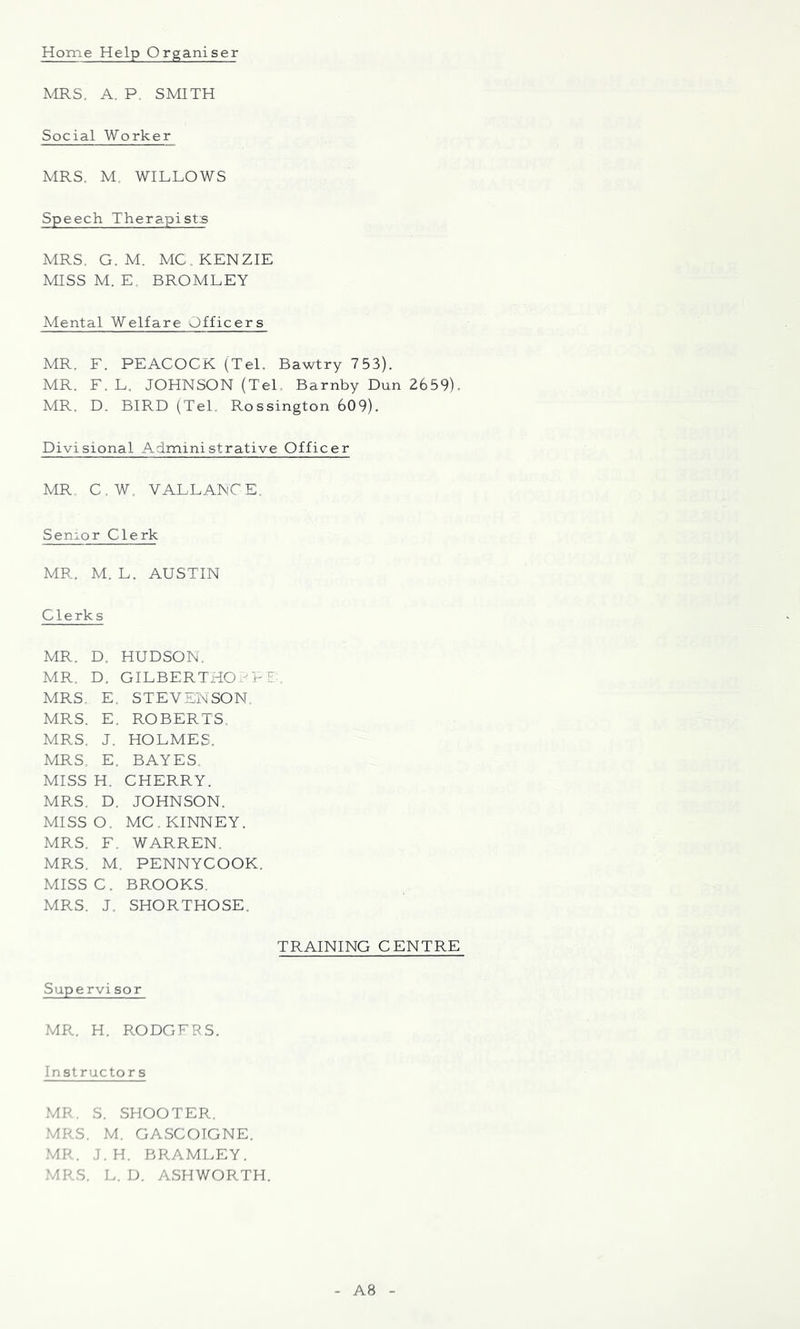 Home Help Organiser
MRS. A. P. SMITH
Social Worker
MRS. M. WILLOWS
Speech Therapists
MRS. G. M. MC. KENZIE
MISS M. E. BROMLEY
Mental Welfare Officers
MR. F. PEACOCK (Tel. Bawtry 753).
MR. F. L. JOHNSON (Tel. Barnby Dun 2659).
MR. D. BIRD (Tel. Rossington 609).
Divisional Administrative Officer
MR. C. W. VALLANCE.
Senior Clerk
MR. M. L. AUSTIN
Clerks
MR. D. HUDSON.
MR. D.
MRS. E. STEVENSON.
MRS. E. ROBERTS.
MRS. J. HOLMES.
MRS. E. BAYES.
MISS H. CHERRY.
MRS. D. JOHNSON.
MISS O. MC. KINNEY.
MRS. F. WARREN.
MRS. M. PENNYCOOK.
MISS C. BROOKS.
MRS. J. SHORTHOSE.
TRAINING CENTRE
Supervisor
MR. H. RODGERS.
Instructors
MR. S. SHOOTER.
MRS. M. GASCOIGNE.
MR. J. H. BRAMLEY.
MRS. L. D. ASHWORTH.
- A8 -